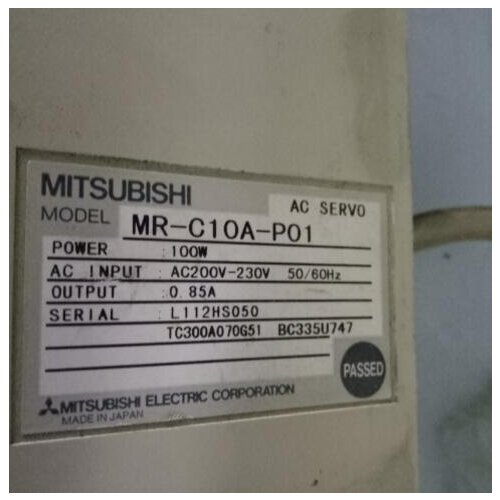 MITSUBISHI
AC SERVO
MODEL MR-C10A-P01
POWER : 100W
AC INPUT : AC200V-230V 50/60Hz
OUTPUT : 0.85A
SERIAL : L112HS050
TC300A070G51 BC335U747
PASSED
MITSUBISHI ELECTRIC CORPORATION
MADE IN JAPAN